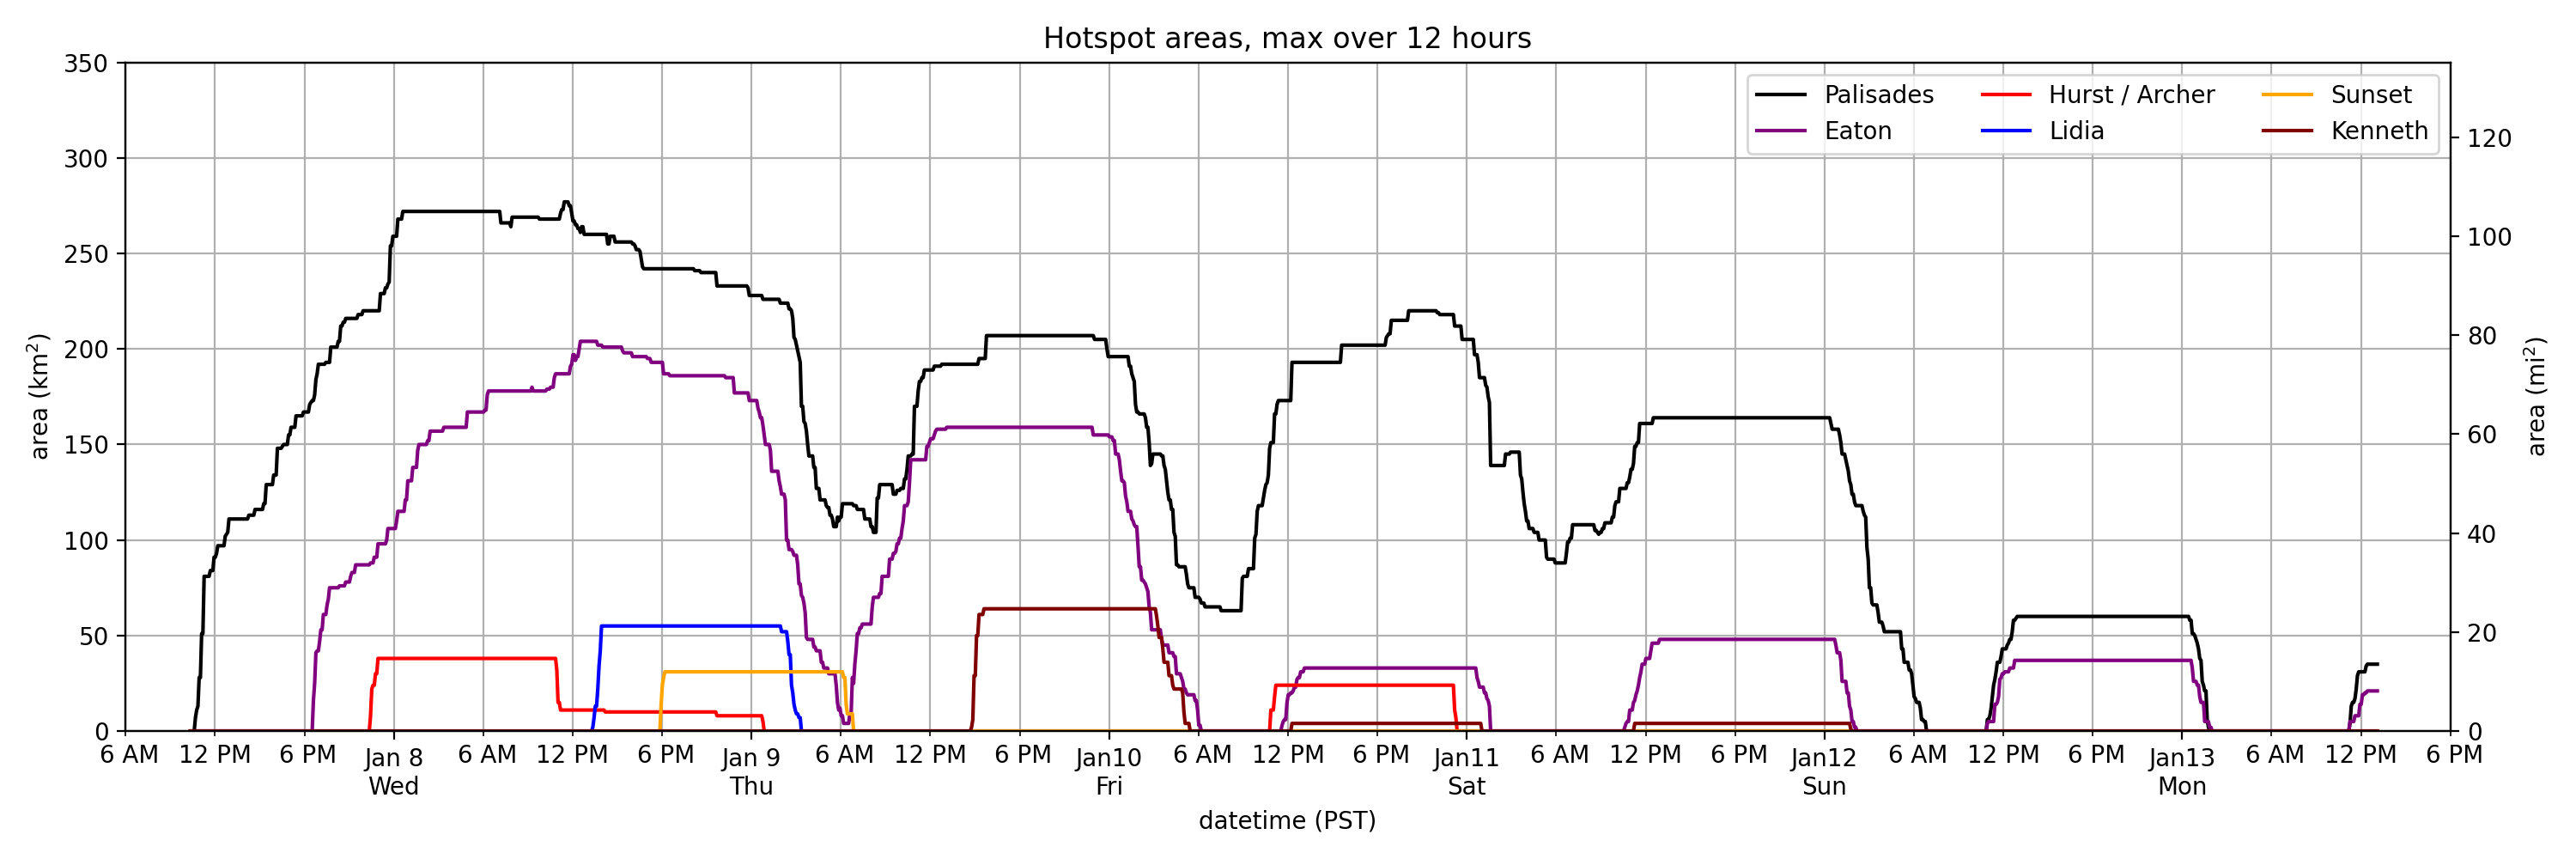 Hotspot areas, max over 12 hours
350
300
250
200
150
100
50
0
area (km²)
Palisades
Eaton
Hurst / Archer
Lidia
Sunset
Kenneth
120
100
80
60
40
20
0
area (mi²)
6 AM 12 PM 6 PM Jan 8 6 AM 12 PM 6 PM Jan 9 6 AM 12 PM 6 PM Jan10 6 AM 12 PM 6 PM Jan11 6 AM 12 PM 6 PM Jan12 6 AM 12 PM 6 PM Jan13 6 AM 12 PM 6 PM
Wed Thu Fri Sat Sun Mon
datetime (PST)